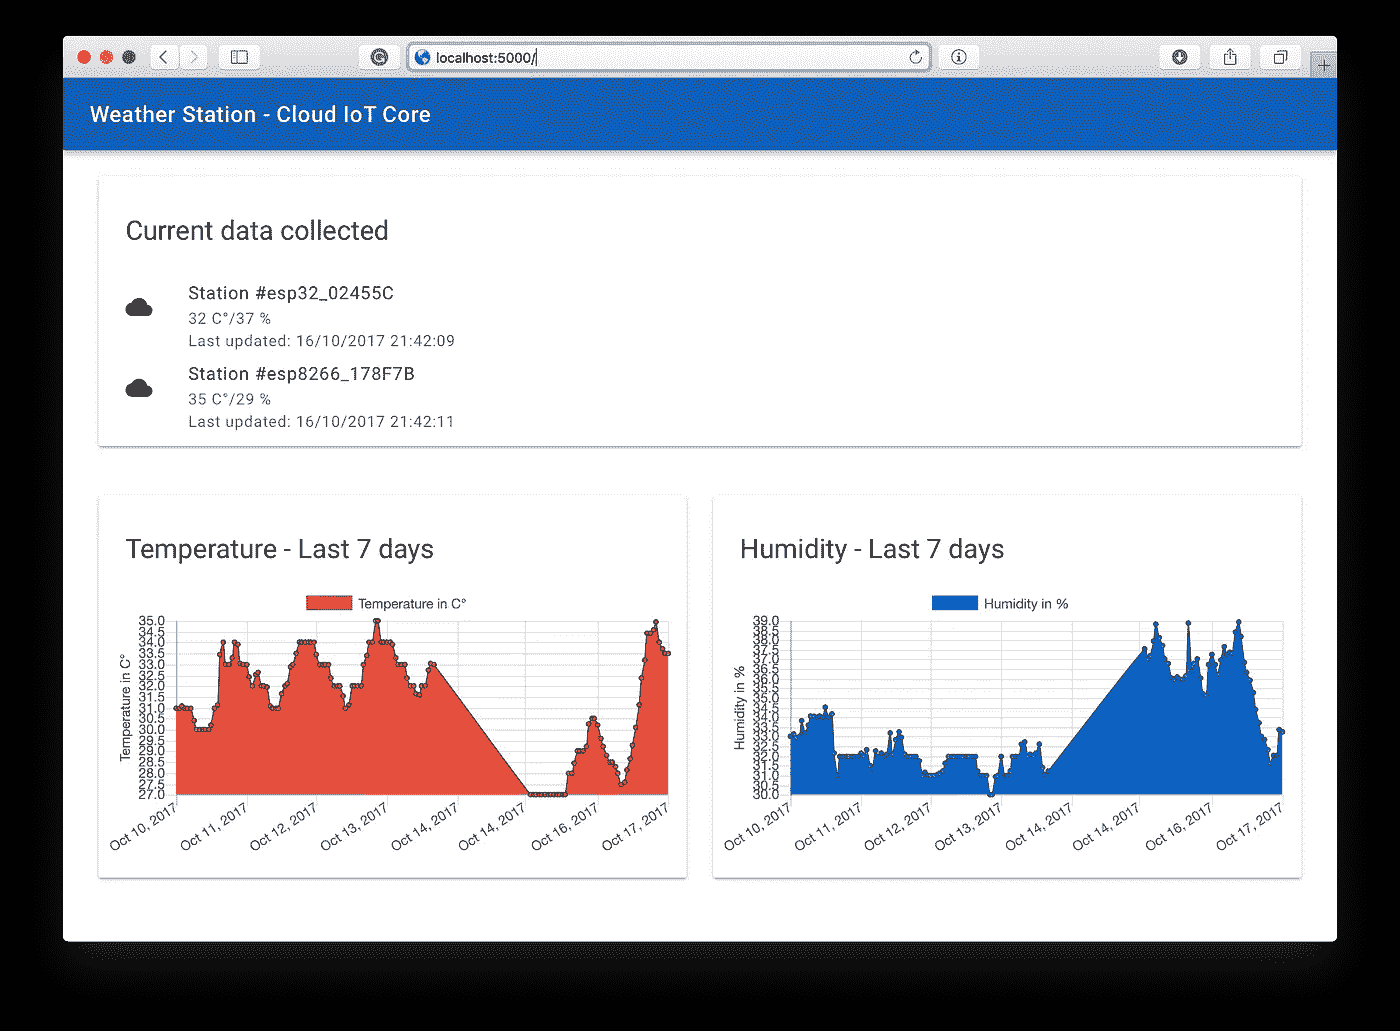 localhost:5000/
Weather Station - Cloud IoT Core
Current data collected
Station #esp32_02455C
32 C°/37 %
Last updated: 16/10/2017 21:42:09
Station #esp8266_178F7B
35 C°/29 %
Last updated: 16/10/2017 21:42:11
Temperature - Last 7 days
Temperature in C°
35.0
34.5
34.0
33.5
33.0
32.5
32.0
31.5
31.0
30.5
30.0
29.5
29.0
28.5
28.0
27.5
27.0
Temperature in C°
Oct 10, 2017
Oct 11, 2017
Oct 12, 2017
Oct 13, 2017
Oct 14, 2017
Oct 14, 2017
Oct 16, 2017
Oct 17, 2017
Humidity - Last 7 days
Humidity in %
39.0
38.5
38.0
37.5
37.0
36.5
36.0
35.5
35.0
34.5
34.0
33.5
33.0
32.5
32.0
31.5
31.0
30.5
30.0
Humidity in %
Oct 10, 2017
Oct 11, 2017
Oct 12, 2017
Oct 13, 2017
Oct 14, 2017
Oct 14, 2017
Oct 16, 2017
Oct 17, 2017